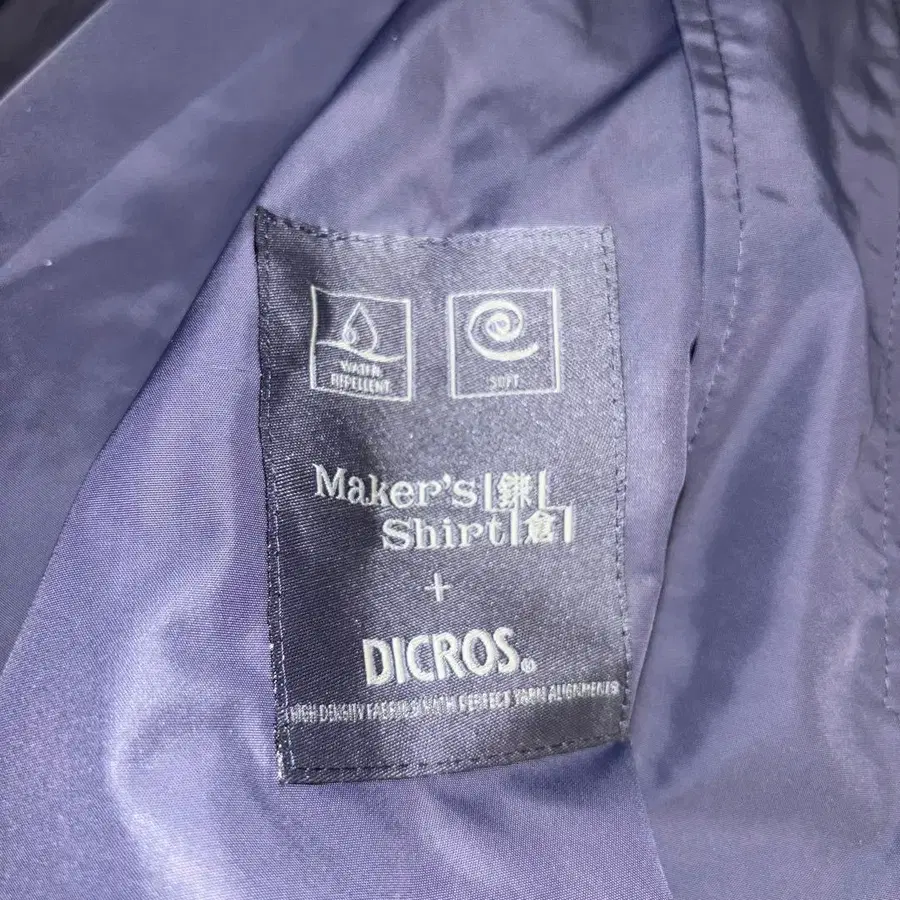 WATER
REPELLENT
SOFT
Maker's 鎌
Shirt 倉
+
DICROS®
HIGH DENSITY FABRICS WITH PERFECT YARN ALIGNMENTS